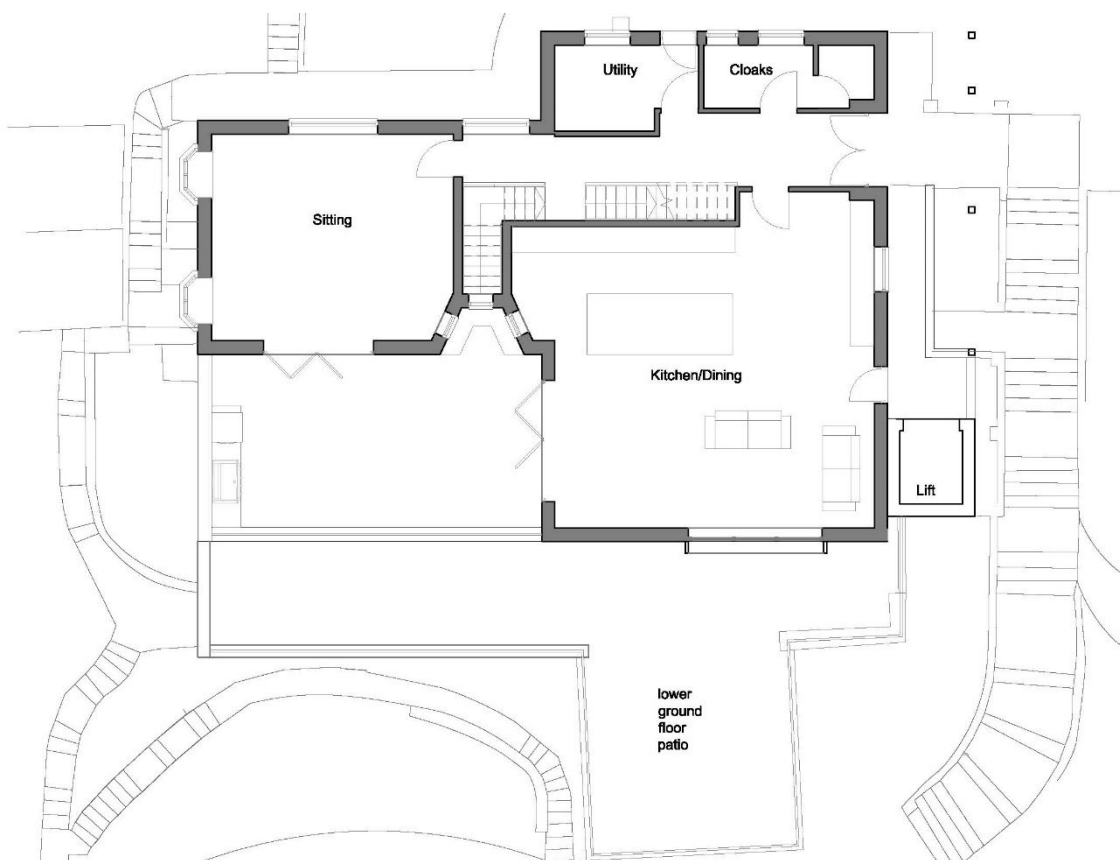 Utility
Cloaks
Sitting
Kitchen/Dining
Lift
lower
ground
floor
patio